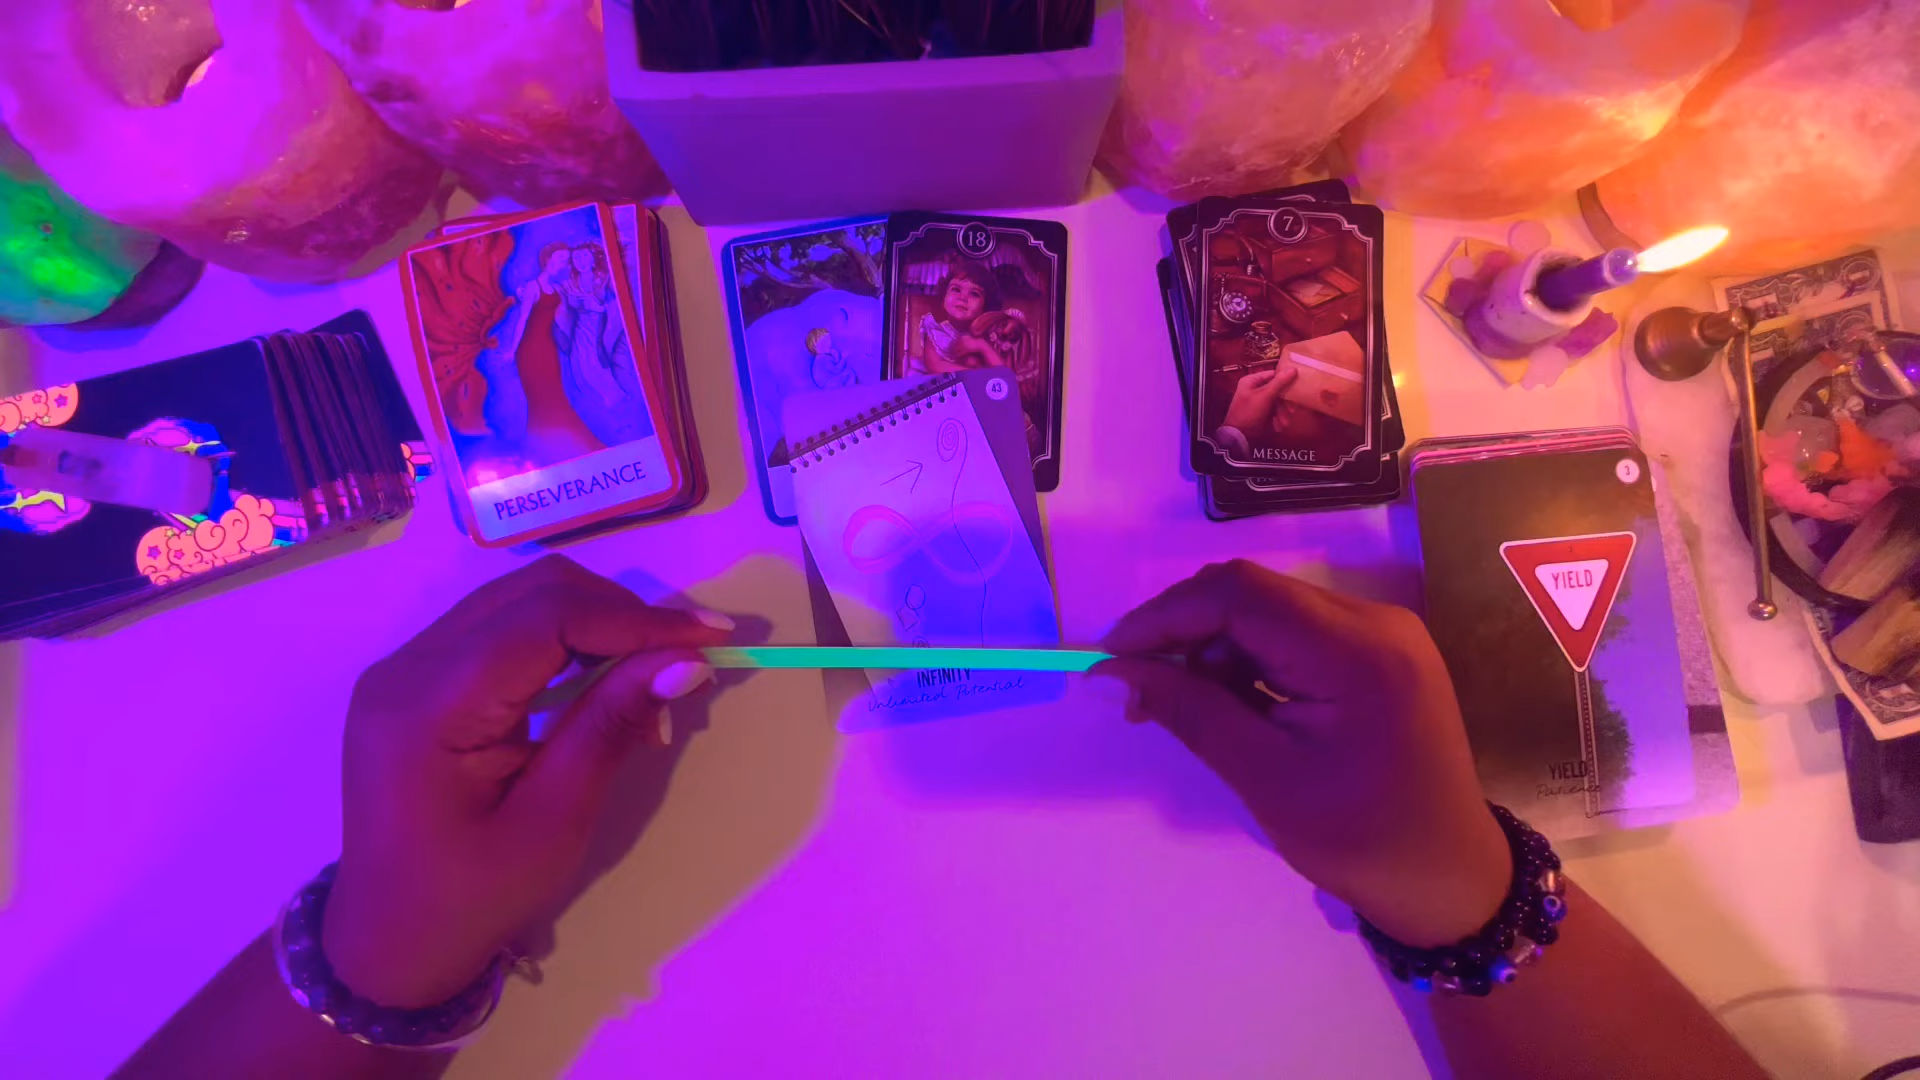 18
7
43
PERSEVERANCE
MESSAGE
3
YIELD
INFINITY
Unlimited Potential
YIELD
Patience